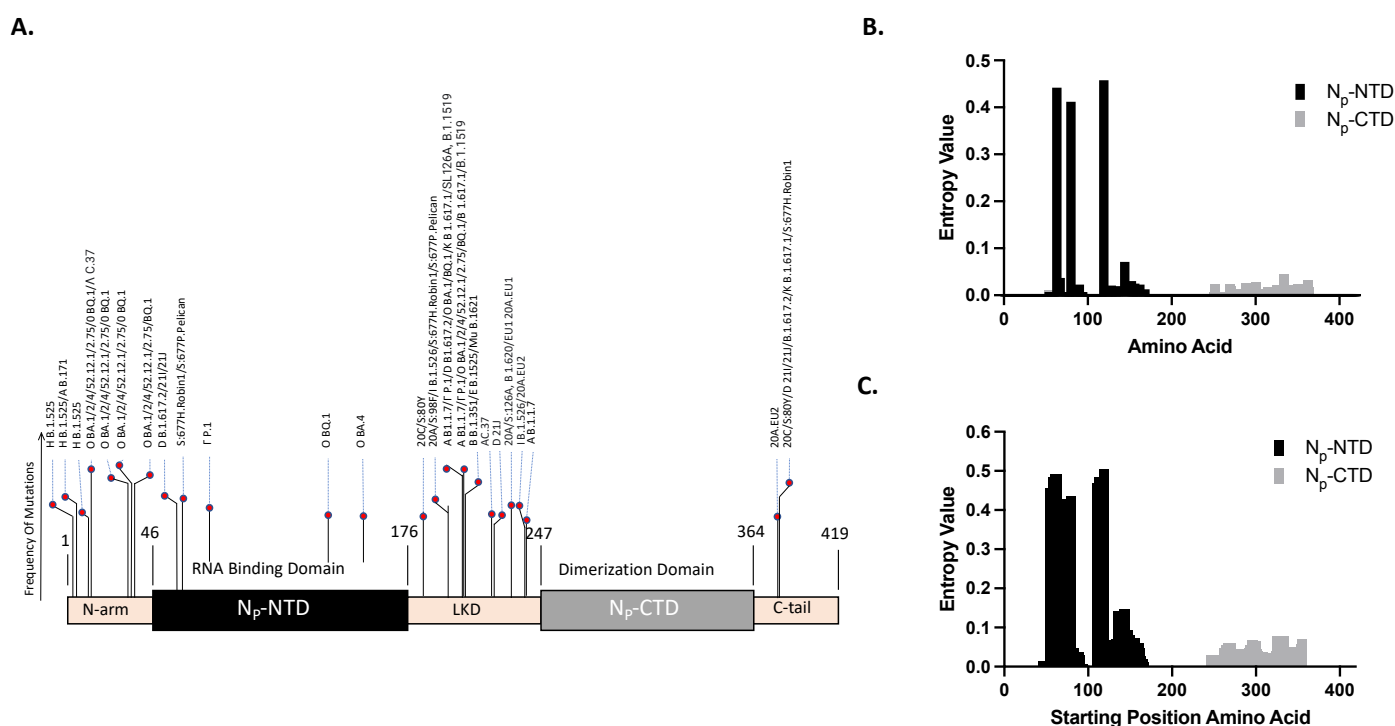 A.
Frequency Of Mutations
H B.1.525
H B.1.525/A B.171
H B.1.525
O BA.1/2/4/52.12.1/2.75/0 BQ.1/Λ C.37
O BA.1/2/4/52.12.1/2.75/0 BQ.1
O BA.1/2/4/52.12.1/2.75/0 BQ.1
O BA.1/2/4/52.12.1/2.75/BQ.1
D B.1.617.2/21I/21J
S:677H.Robin1/S:677P.Pelican
Γ P.1
O BQ.1
O BA.4
20C/S:80Y
20A/S:98F/I B.1.526/S:677H.Robin1/S:677P.Pelican
A B1.1.7/Γ P.1/D B1.617.2/O BA.1/BQ.1/K B 1.617.1/SL126A, B.1.1519
A B1.1.7/Γ P.1/O BA.1/2/4/52.12.1/2.75/BQ.1/B 1.617.1/B.1.1519
B B.1.351/E B.1525/Mu B.1621
AC.37
D 21J
20A/S:126A, B 1.620/EU1 20A.EU1
I B.1.526/20A.EU2
A B.1.1.7
20A.EU2
20C/S:80Y/D 21I/21J/B.1.617.2/K B.1.617.1/S:677H.Robin1
1
46
176
247
364
419
RNA Binding Domain
Dimerization Domain
N-arm
Np-NTD
LKD
Np-CTD
C-tail
B.
0.5
0.4
0.3
0.2
0.1
0.0
Entropy Value
0
100
200
300
400
Amino Acid
Np-NTD
Np-CTD
C.
0.6
0.5
0.4
0.3
0.2
0.1
0.0
Entropy Value
0
100
200
300
400
Starting Position Amino Acid
Np-NTD
Np-CTD